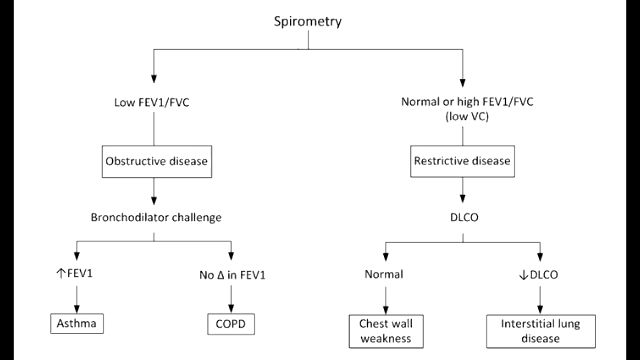 Spirometry
Low FEV1/FVC
Normal or high FEV1/FVC
(low VC)
Obstructive disease
Restrictive disease
Bronchodilator challenge
DLCO
↑FEV1
No Δ in FEV1
Normal
↓DLCO
Asthma
COPD
Chest wall
weakness
Interstitial lung
disease